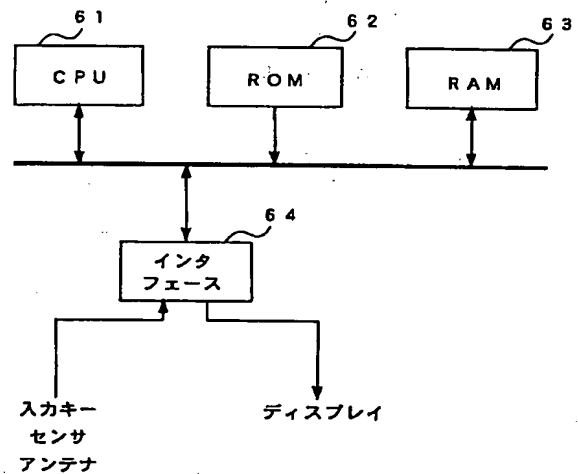 61
62
63
CPU
ROM
RAM
64
インタ
フェース
入力キー
センサ
アンテナ
ディスプレイ